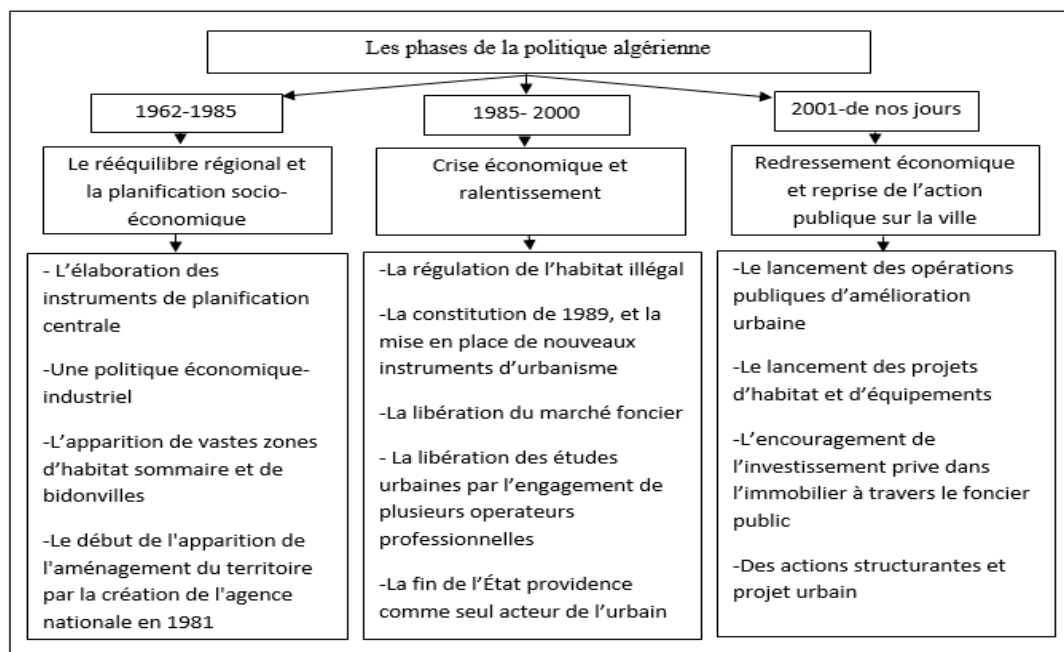 Les phases de la politique algérienne
1962-1985
Le rééquilibre régional et
la planification socio-
économique
- L'élaboration des
instruments de planification
centrale
-Une politique économique-
industriel
-L'apparition de vastes zones
d'habitat sommaire et de
bidonvilles
-Le début de l'apparition de
l'aménagement du territoire
par la création de l'agence
nationale en 1981
1985- 2000
Crise économique et
ralentissement
-La régulation de l'habitat illégal
-La constitution de 1989, et la
mise en place de nouveaux
instruments d'urbanisme
-La libération du marché foncier
- La libération des études
urbaines par l'engagement de
plusieurs operateurs
professionnelles
-La fin de l'État providence
comme seul acteur de l'urbain
2001-de nos jours
Redressement économique
et reprise de l'action
publique sur la ville
-Le lancement des opérations
publiques d'amélioration
urbaine
-Le lancement des projets
d'habitat et d'équipements
-L'encouragement de
l'investissement prive dans
l'immobilier à travers le foncier
public
-Des actions structurantes et
projet urbain